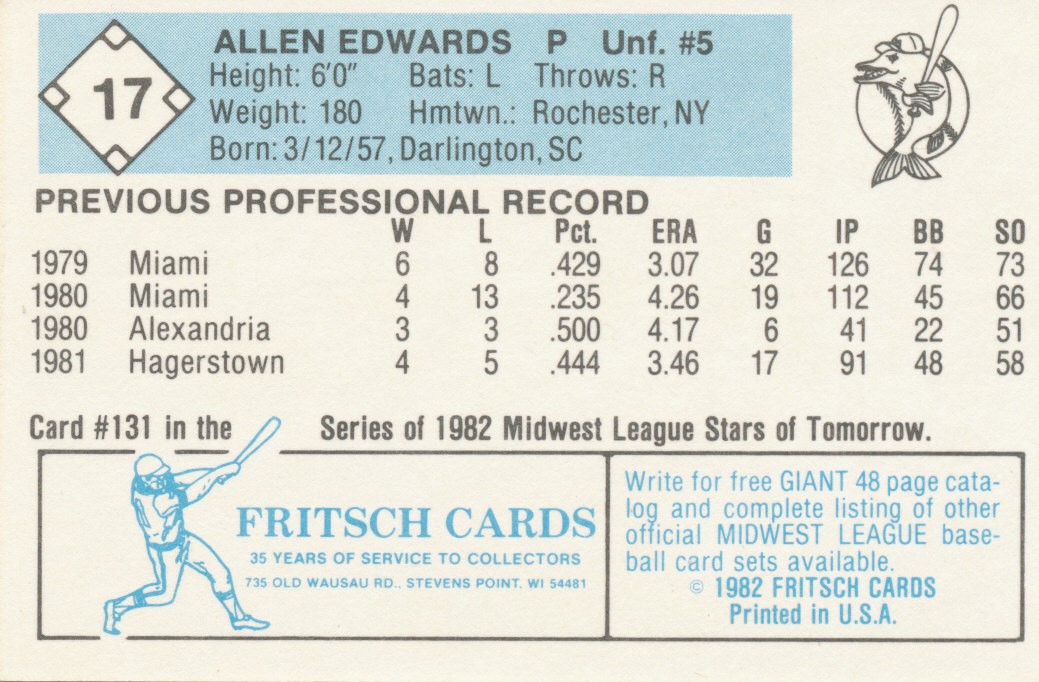 17
ALLEN EDWARDS P Unf. #5
Height: 6'0" Bats: L Throws: R
Weight: 180 Hmtwn.: Rochester, NY
Born: 3/12/57, Darlington, SC
PREVIOUS PROFESSIONAL RECORD
W L Pct. ERA G IP BB SO
1979 Miami 6 8 .429 3.07 32 126 74 73
1980 Miami 4 13 .235 4.26 19 112 45 66
1980 Alexandria 3 3 .500 4.17 6 41 22 51
1981 Hagerstown 4 5 .444 3.46 17 91 48 58
Card #131 in the Series of 1982 Midwest League Stars of Tomorrow.
FRITSCH CARDS
35 YEARS OF SERVICE TO COLLECTORS
735 OLD WAUSAU RD.. STEVENS POINT, WI 54481
Write for free GIANT 48 page cata-
log and complete listing of other
official MIDWEST LEAGUE base-
ball card sets available.
© 1982 FRITSCH CARDS
Printed in U.S.A.